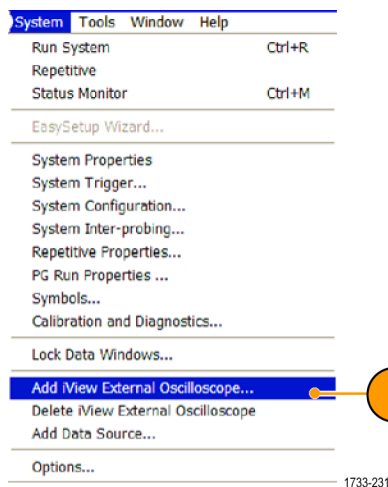 System Tools Window Help
Run System Ctrl+R
Repetitive
Status Monitor Ctrl+M
EasySetup Wizard...
System Properties
System Trigger...
System Configuration...
System Inter-probing...
Repetitive Properties...
PG Run Properties ...
Symbols...
Calibration and Diagnostics...
Lock Data Windows...
Add iView External Oscilloscope...
Delete iView External Oscilloscope
Add Data Source...
Options...
1733-231